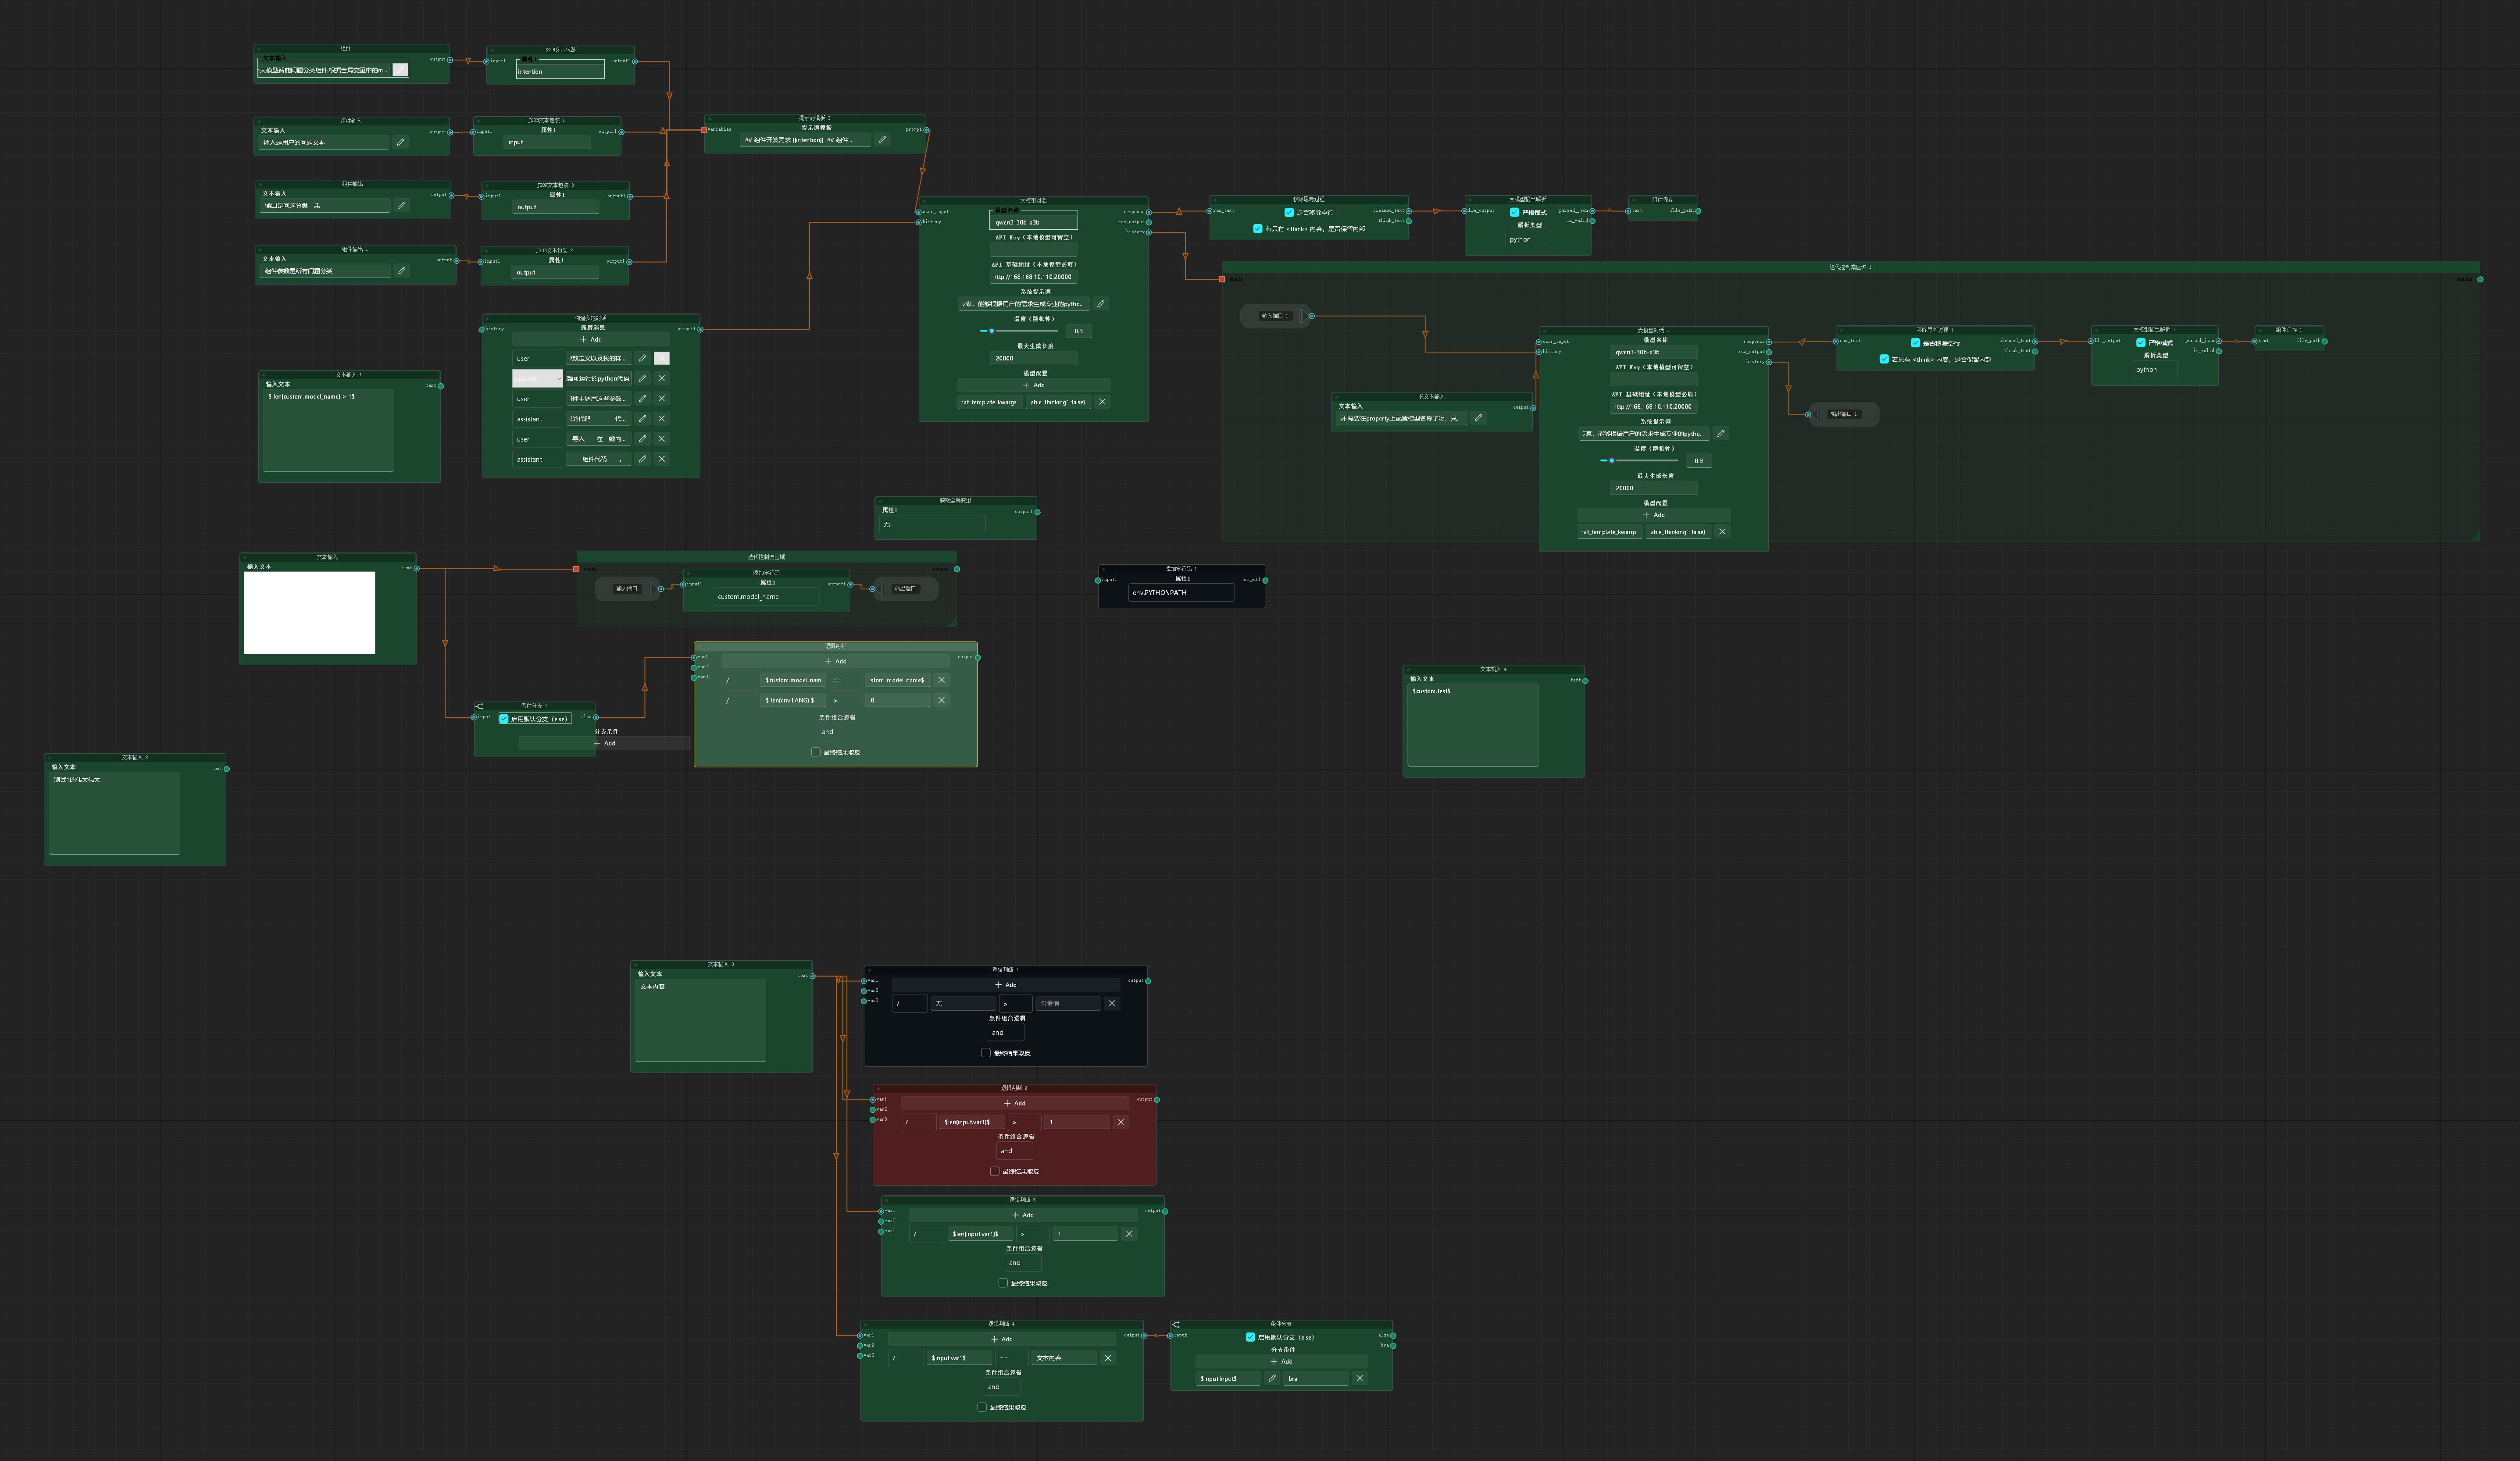 组件
output
文本输入
大模型智能问题分类组件,根据全局变量中的m...
JSON文本包装
input1
属性1
output1
intention
组件输入
output
文本输入
输入是用户的问题文本
JSON文本包装 1
input1
属性1
output1
input
提示词模板 3
variables
提示词模板
prompt
## 组件开发需求 {{intention}} ## 组件...
组件输出
output
文本输入
输出是问题分类 果
JSON文本包装 3
input1
属性1
output1
output
组件输出 1
output
文本输入
组件参数是所有问题分类
JSON文本包装 2
input1
属性1
output1
output
大模型对话
user_input
history
response
raw_output
history
模型名称
qwen3-30b-a3b
API Key (本地模型可留空)
API 基础地址 (本地模型必填)
http://168.168.10.110:20000
系统提示词
家, 能够根据用户的需求生成专业的pytho...
温度 (随机性)
0.3
最大生成长度
20000
模型配置
Add
at_template_kwargs
able_thinking": false}
移除思考过程
raw_text
是否移除空行
cleaned_text
think_text
若只有 <think> 内容, 是否保留内部
大模型输出解析
llm_output
严格模式
parsed_json
is_valid
解析类型
python
组件保存
text
file_path
迭代控制流区域 1
输入端口 1
大模型对话 1
user_input
history
response
raw_output
history
模型名称
qwen3-30b-a3b
API Key (本地模型可留空)
API 基础地址 (本地模型必填)
http://168.168.10.110:20000
系统提示词
家, 能够根据用户的需求生成专业的pytho...
温度 (随机性)
0.3
最大生成长度
20000
模型配置
Add
at_template_kwargs
able_thinking": false}
移除思考过程 1
raw_text
是否移除空行
cleaned_text
think_text
若只有 <think> 内容, 是否保留内部
大模型输出解析 1
llm_output
严格模式
parsed_json
is_valid
解析类型
python
组件保存 1
text
file_path
长文本输入
output
文本输入
不需要在property上配置模型名称了呀, 只...
输出端口 1
构建多轮对话
history
新增消息
output1
Add
user
数定义以及我的样...
可运行的python代码
user
件中调用这些参数...
assistant
的代码 代...
user
导入 在 数内...
assistant
组件代码 .
文本输入 1
输入文本
text
$ len(custom.model_name) > 1$
获取全局变量
属性1
output1
无
文本输入
输入文本
text
迭代控制流区域
输入端口
添加字符串
input1
属性1
output1
custom.model_name
输出端口
添加字符串 1
input1
属性1
output1
env.PYTHONPATH
逻辑判断
var1
var2
var3
output
Add
/
$custom.model_nam
==
stom_model_name$
/
$ len(env.LANG) $
>
0
条件组合逻辑
and
最终结果取反
条件分支 1
input
启用默认分支 (else)
else
分支条件
Add
文本输入 4
输入文本
text
$custom.test$
文本输入 2
输入文本
text
测试1的伟大伟大
文本输入 3
输入文本
text
文本内容
逻辑判断 1
var1
var2
var3
output
Add
/
无
>
常量值
条件组合逻辑
and
最终结果取反
逻辑判断 2
var1
var2
var3
output
Add
/
$len(input.var1)$
>
1
条件组合逻辑
and
最终结果取反
逻辑判断 3
var1
var2
var3
output
Add
/
$len(input.var1)$
>
1
条件组合逻辑
and
最终结果取反
逻辑判断 4
var1
var2
var3
output
Add
/
$input.var1$
==
文本内容
条件组合逻辑
and
最终结果取反
条件分支
input
启用默认分支 (else)
else
bra
分支条件
Add
$input.input$
bra